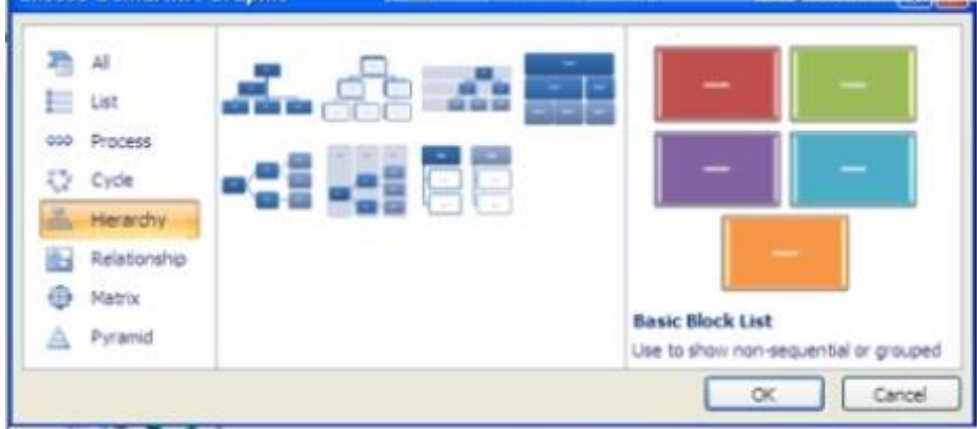 All
List
Process
Cycle
Hierarchy
Relationship
Matrix
Pyramid
Basic Block List
Use to show non-sequential or grouped
OK
Cancel